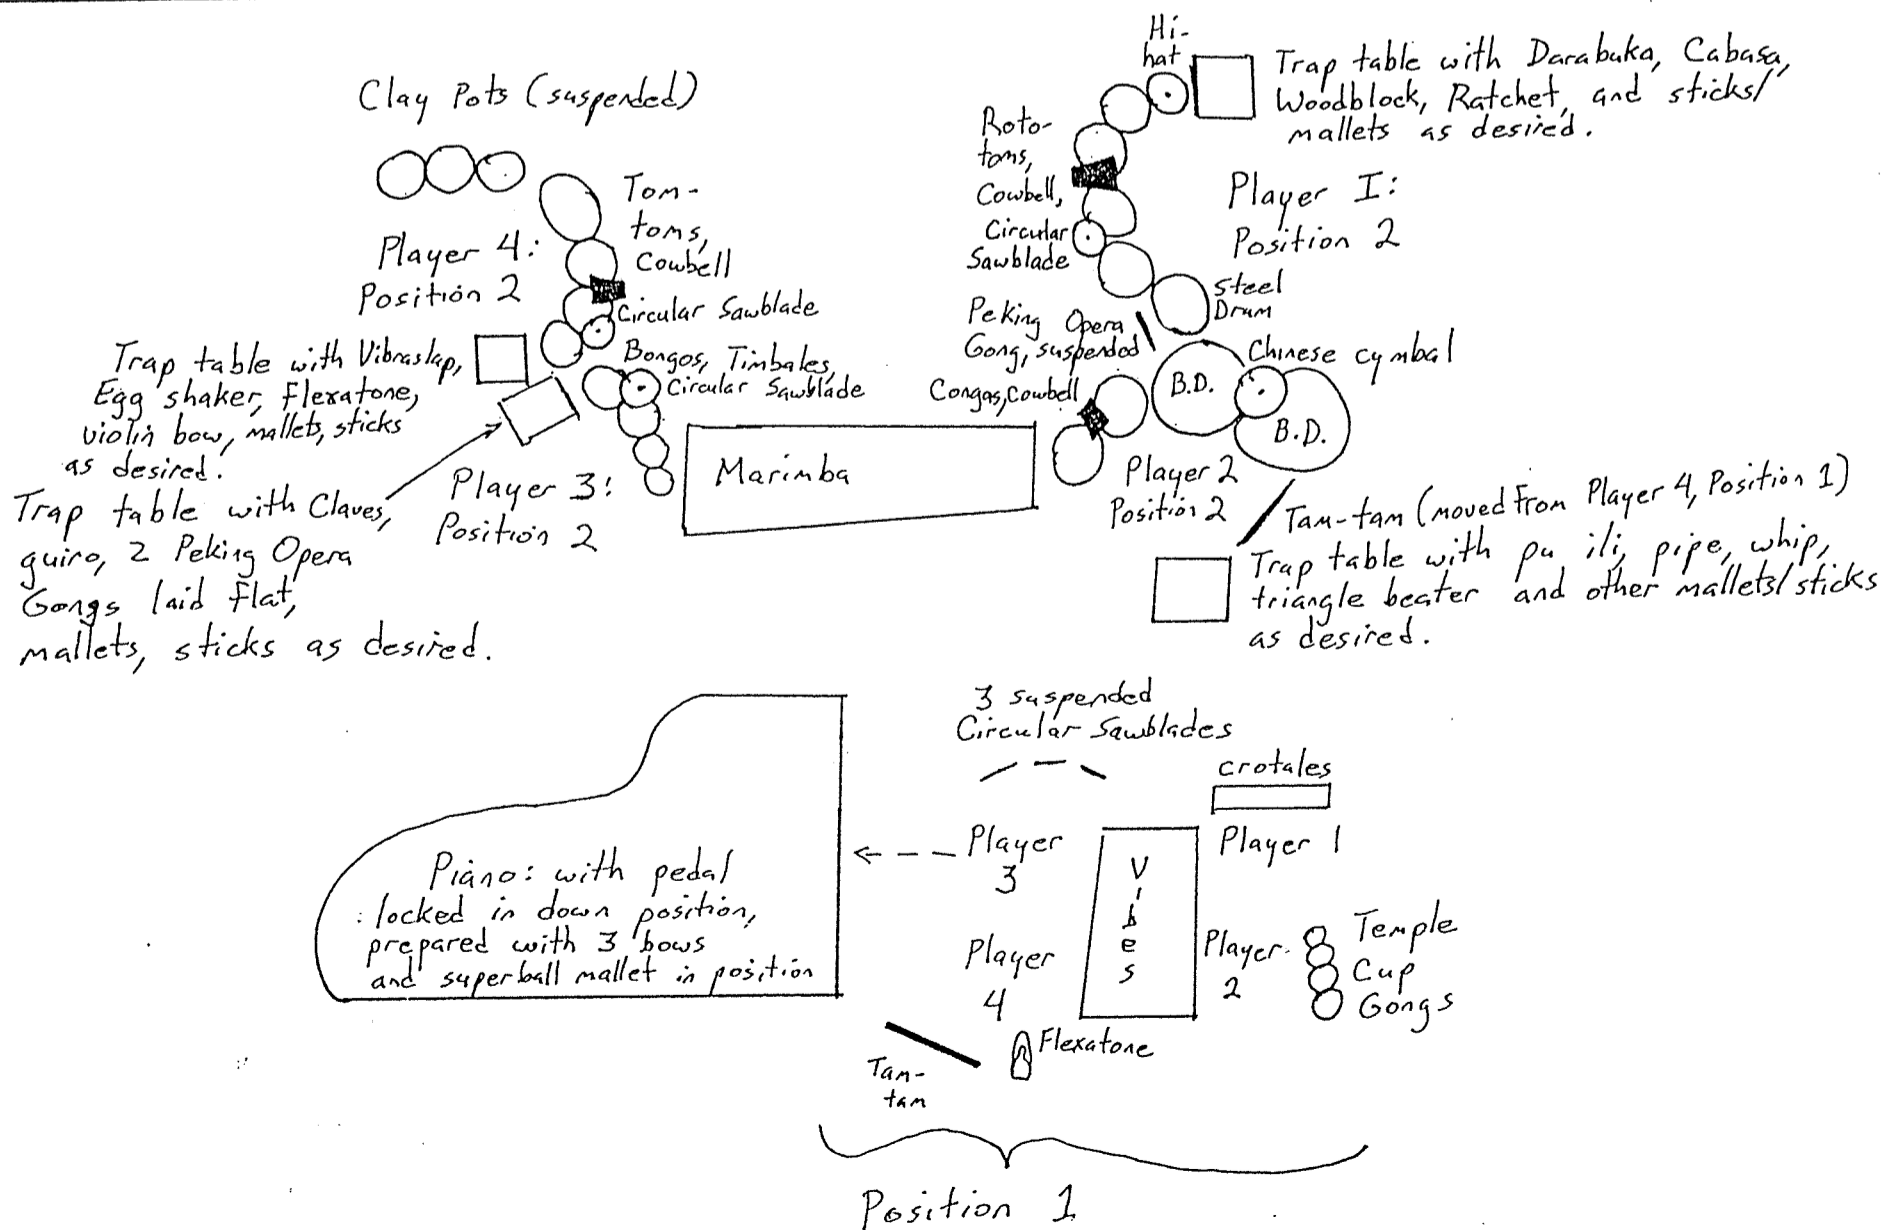 Clay Pots (suspended)
Tom-
toms,
Cowbell
Player 4:
Position 2
Circular Sawblade
Trap table with Vibraslap,
Egg shaker, flexatone,
violin bow, mallets, sticks
as desired.
Bongos, Timbales,
Circular Sawblade
Trap table with Claves,
guiro, 2 Peking Opera
Gongs laid flat,
mallets, sticks as desired.
Player 3:
Position 2
Marimba
Hi-
hat
Trap table with Darabuka, Cabasa,
Woodblock, Ratchet, and sticks/
mallets as desired.
Roto-
toms,
Cowbell,
Circular
Sawblade
Player I:
Position 2
Steel
Drum
Peking Opera
Gong, suspended
Chinese cymbal
Congas, Cowbell
B.D.
B.D.
Player 2
Position 2
Tam-tam (moved from Player 4, Position 1)
Trap table with pu ili, pipe, whip,
triangle beater and other mallets/sticks
as desired.
3 suspended
Circular Sawblades
crotales
Player
3
Player 1
Vibes
Piano: with pedal
locked in down position,
prepared with 3 bows
and superball mallet in position
Player
4
Player
2
Temple
Cup
Gongs
Flexatone
Tam-
tam
Position 1